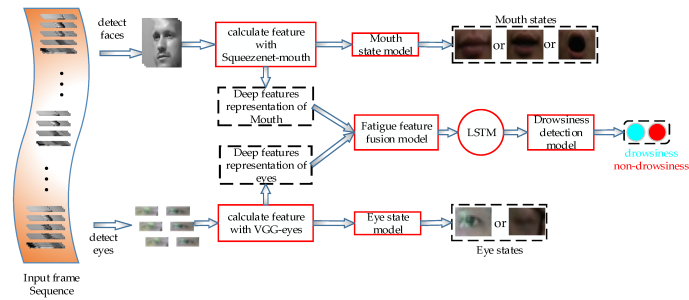 detect
faces
calculate feature
with
Squeezenet-mouth
Mouth
state model
Mouth states
or
or
Deep features
representation of
Mouth
Fatigue feature
fusion model
LSTM
Drowsiness
detection
model
drowsiness
non-drowsiness
Deep features
representation of
eyes
detect
eyes
calculate feature
with VGG-eyes
Eye state
model
or
Eye states
Input frame
Sequence